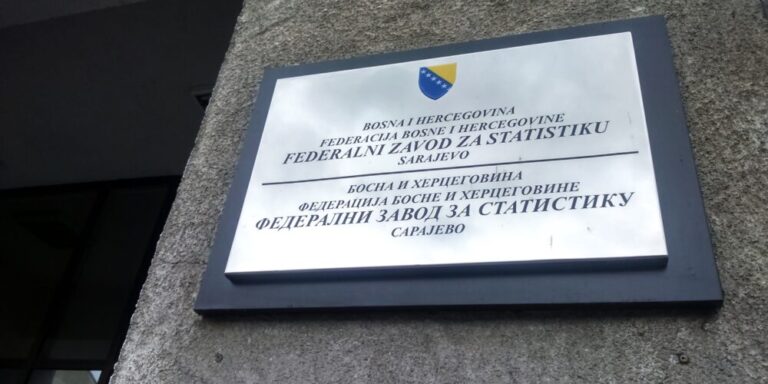 BOSNA I HERCEGOVINA
FEDERACIJA BOSNE I HERCEGOVINE
FEDERALNI ZAVOD ZA STATISTIKU
SARAJEVO
БОСНА И ХЕРЦЕГОВИНА
ФЕДЕРАЦИЈА БОСНЕ И ХЕРЦЕГОВИНЕ
ФЕДЕРАЛНИ ЗАВОД ЗА СТАТИСТИКУ
САРАЈЕВО